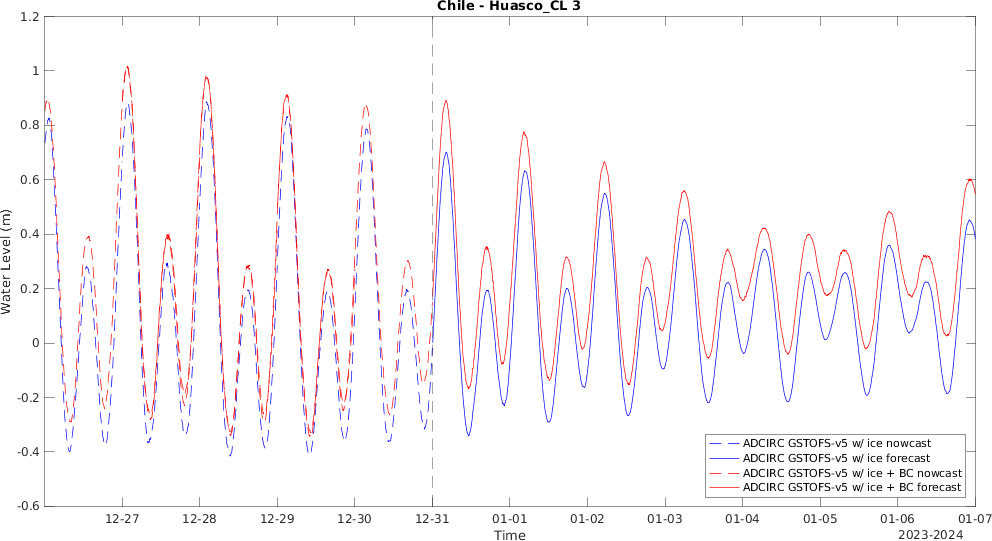 Chile - Huasco_CL 3
Water Level (m)
1.2
1
0.8
0.6
0.4
0.2
0
-0.2
-0.4
-0.6
ADCIRC GSTOFS-v5 w/ ice nowcast
ADCIRC GSTOFS-v5 w/ ice forecast
ADCIRC GSTOFS-v5 w/ ice + BC nowcast
ADCIRC GSTOFS-v5 w/ ice + BC forecast
12-27 12-28 12-29 12-30 12-31 01-01 01-02 01-03 01-04 01-05 01-06 01-07
Time
2023-2024